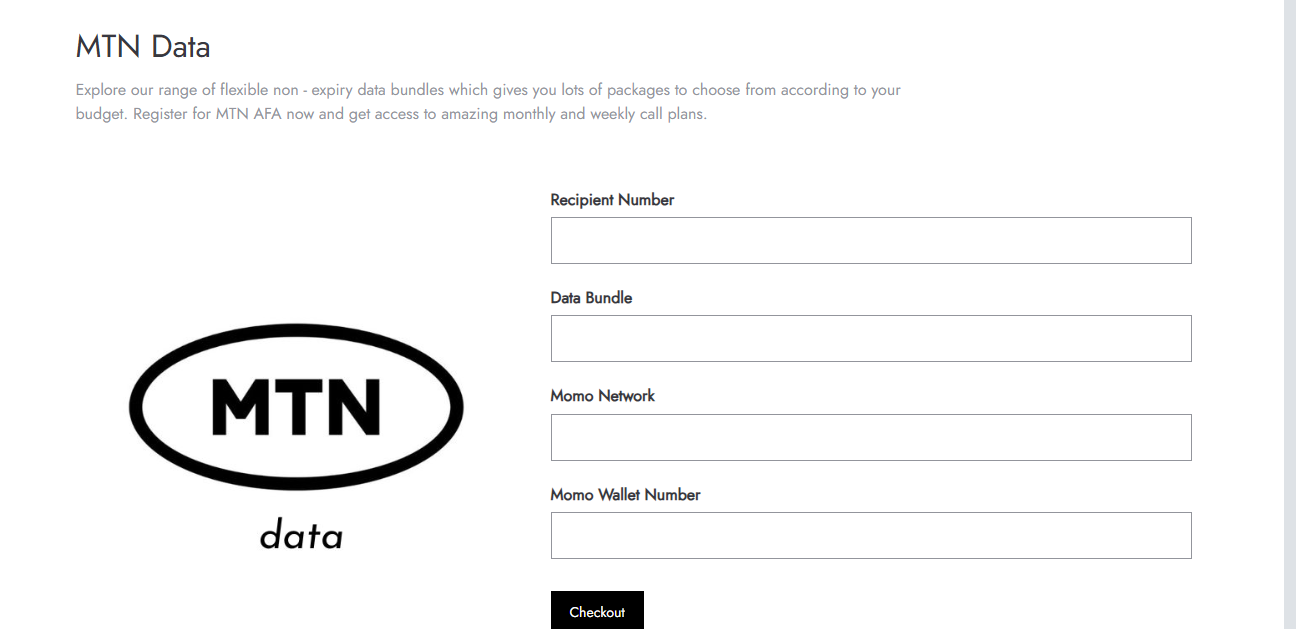 MTN Data
Explore our range of flexible non - expiry data bundles which gives you lots of packages to choose from according to your
budget. Register for MTN AFA now and get access to amazing monthly and weekly call plans.
Recipient Number
Data Bundle
Momo Network
Momo Wallet Number
MTN
data
Checkout